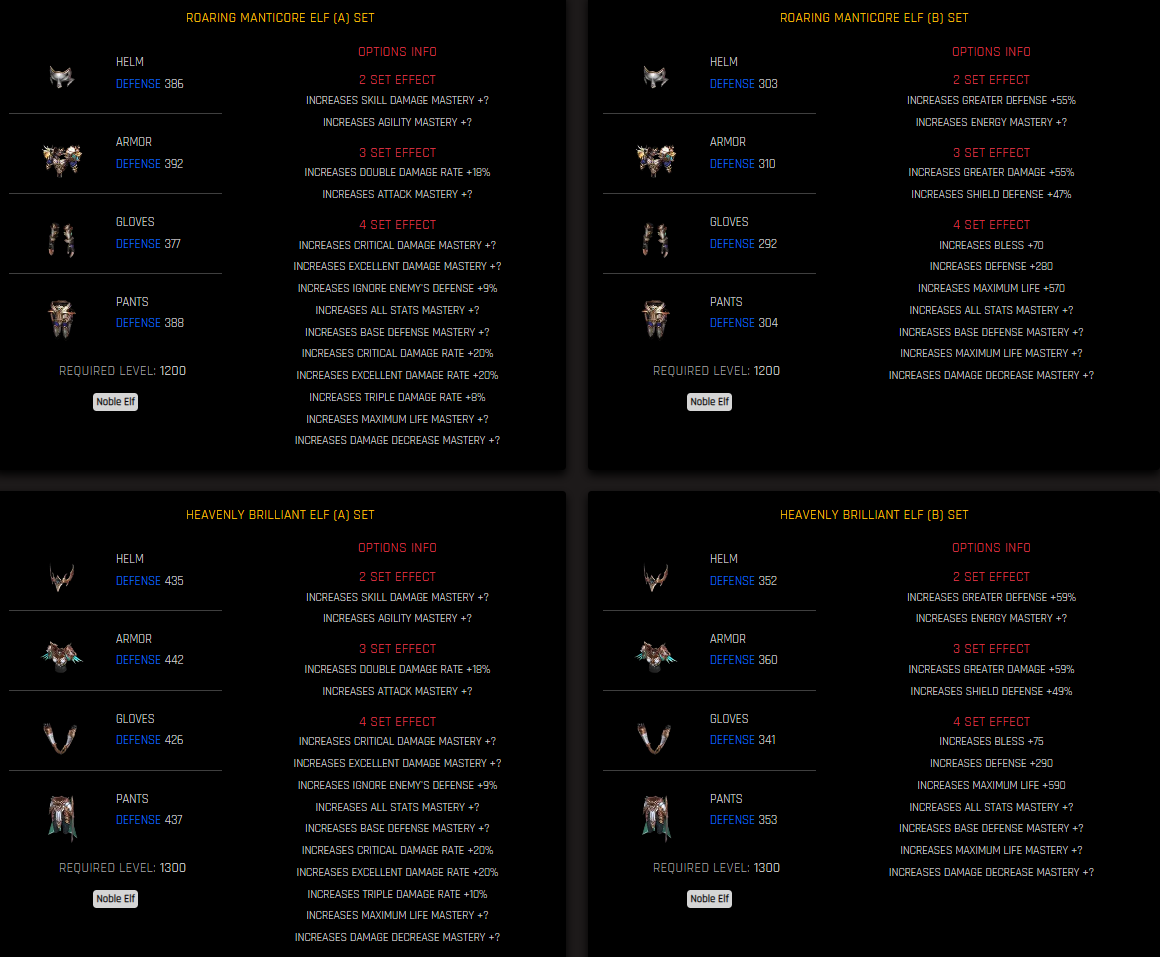 ROARING MANTICORE ELF (A) SET
HELM
DEFENSE 386
ARMOR
DEFENSE 392
GLOVES
DEFENSE 377
PANTS
DEFENSE 388
REQUIRED LEVEL: 1200
Noble Elf
OPTIONS INFO
2 SET EFFECT
INCREASES SKILL DAMAGE MASTERY +?
INCREASES AGILITY MASTERY +?
3 SET EFFECT
INCREASES DOUBLE DAMAGE RATE +18%
INCREASES ATTACK MASTERY +?
4 SET EFFECT
INCREASES CRITICAL DAMAGE MASTERY +?
INCREASES EXCELLENT DAMAGE MASTERY +?
INCREASES IGNORE ENEMY'S DEFENSE +9%
INCREASES ALL STATS MASTERY +?
INCREASES BASE DEFENSE MASTERY +?
INCREASES CRITICAL DAMAGE RATE +20%
INCREASES EXCELLENT DAMAGE RATE +20%
INCREASES TRIPLE DAMAGE RATE +8%
INCREASES MAXIMUM LIFE MASTERY +?
INCREASES DAMAGE DECREASE MASTERY +?
ROARING MANTICORE ELF (B) SET
HELM
DEFENSE 303
ARMOR
DEFENSE 310
GLOVES
DEFENSE 292
PANTS
DEFENSE 304
REQUIRED LEVEL: 1200
Noble Elf
OPTIONS INFO
2 SET EFFECT
INCREASES GREATER DEFENSE +55%
INCREASES ENERGY MASTERY +?
3 SET EFFECT
INCREASES GREATER DAMAGE +55%
INCREASES SHIELD DEFENSE +47%
4 SET EFFECT
INCREASES BLESS +70
INCREASES DEFENSE +280
INCREASES MAXIMUM LIFE +570
INCREASES ALL STATS MASTERY +?
INCREASES BASE DEFENSE MASTERY +?
INCREASES MAXIMUM LIFE MASTERY +?
INCREASES DAMAGE DECREASE MASTERY +?
HEAVENLY BRILLIANT ELF (A) SET
HELM
DEFENSE 435
ARMOR
DEFENSE 442
GLOVES
DEFENSE 426
PANTS
DEFENSE 437
REQUIRED LEVEL: 1300
Noble Elf
OPTIONS INFO
2 SET EFFECT
INCREASES SKILL DAMAGE MASTERY +?
INCREASES AGILITY MASTERY +?
3 SET EFFECT
INCREASES DOUBLE DAMAGE RATE +18%
INCREASES ATTACK MASTERY +?
4 SET EFFECT
INCREASES CRITICAL DAMAGE MASTERY +?
INCREASES EXCELLENT DAMAGE MASTERY +?
INCREASES IGNORE ENEMY'S DEFENSE +9%
INCREASES ALL STATS MASTERY +?
INCREASES BASE DEFENSE MASTERY +?
INCREASES CRITICAL DAMAGE RATE +20%
INCREASES EXCELLENT DAMAGE RATE +20%
INCREASES TRIPLE DAMAGE RATE +10%
INCREASES MAXIMUM LIFE MASTERY +?
INCREASES DAMAGE DECREASE MASTERY +?
HEAVENLY BRILLIANT ELF (B) SET
HELM
DEFENSE 352
ARMOR
DEFENSE 360
GLOVES
DEFENSE 341
PANTS
DEFENSE 353
REQUIRED LEVEL: 1300
Noble Elf
OPTIONS INFO
2 SET EFFECT
INCREASES GREATER DEFENSE +59%
INCREASES ENERGY MASTERY +?
3 SET EFFECT
INCREASES GREATER DAMAGE +59%
INCREASES SHIELD DEFENSE +49%
4 SET EFFECT
INCREASES BLESS +75
INCREASES DEFENSE +290
INCREASES MAXIMUM LIFE +590
INCREASES ALL STATS MASTERY +?
INCREASES BASE DEFENSE MASTERY +?
INCREASES MAXIMUM LIFE MASTERY +?
INCREASES DAMAGE DECREASE MASTERY +?